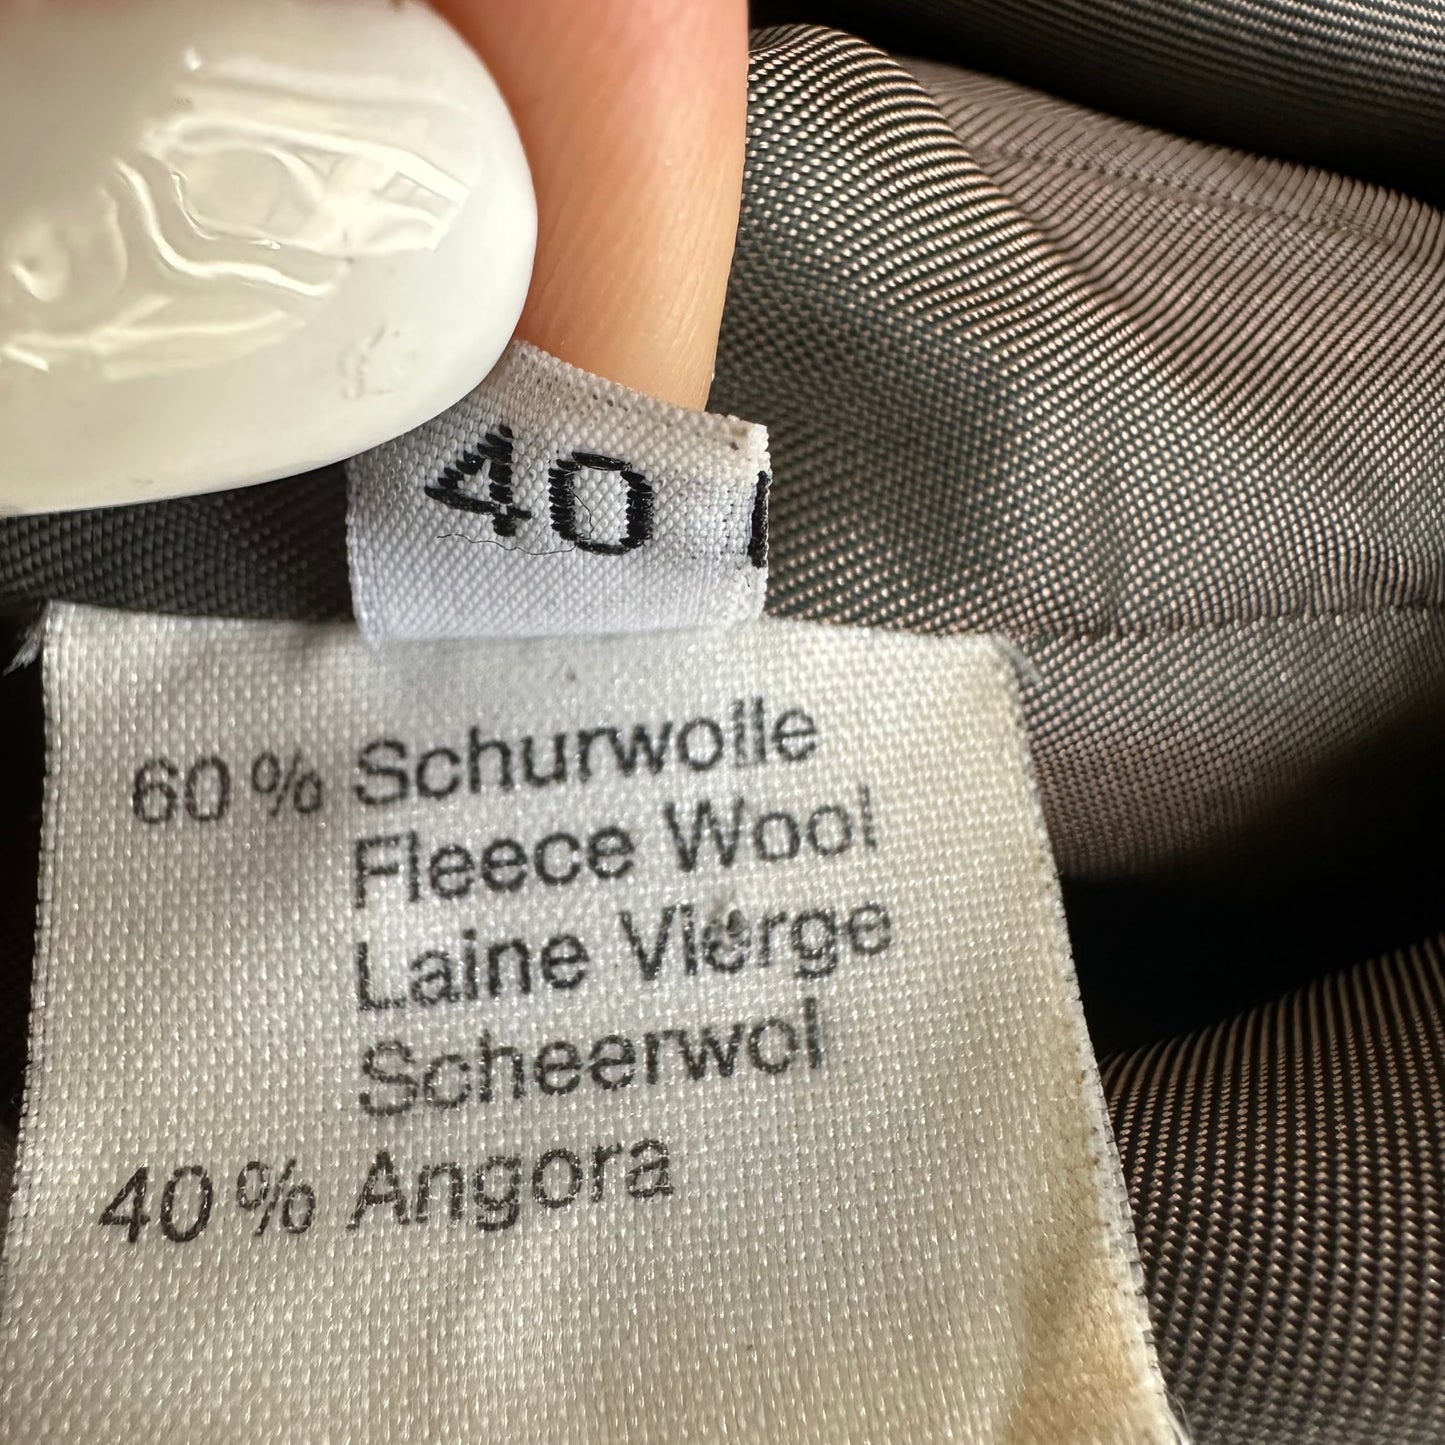 40
60% Schurwolle
Fleece Wool
Laine Vierge
Scheerwol
40% Angora